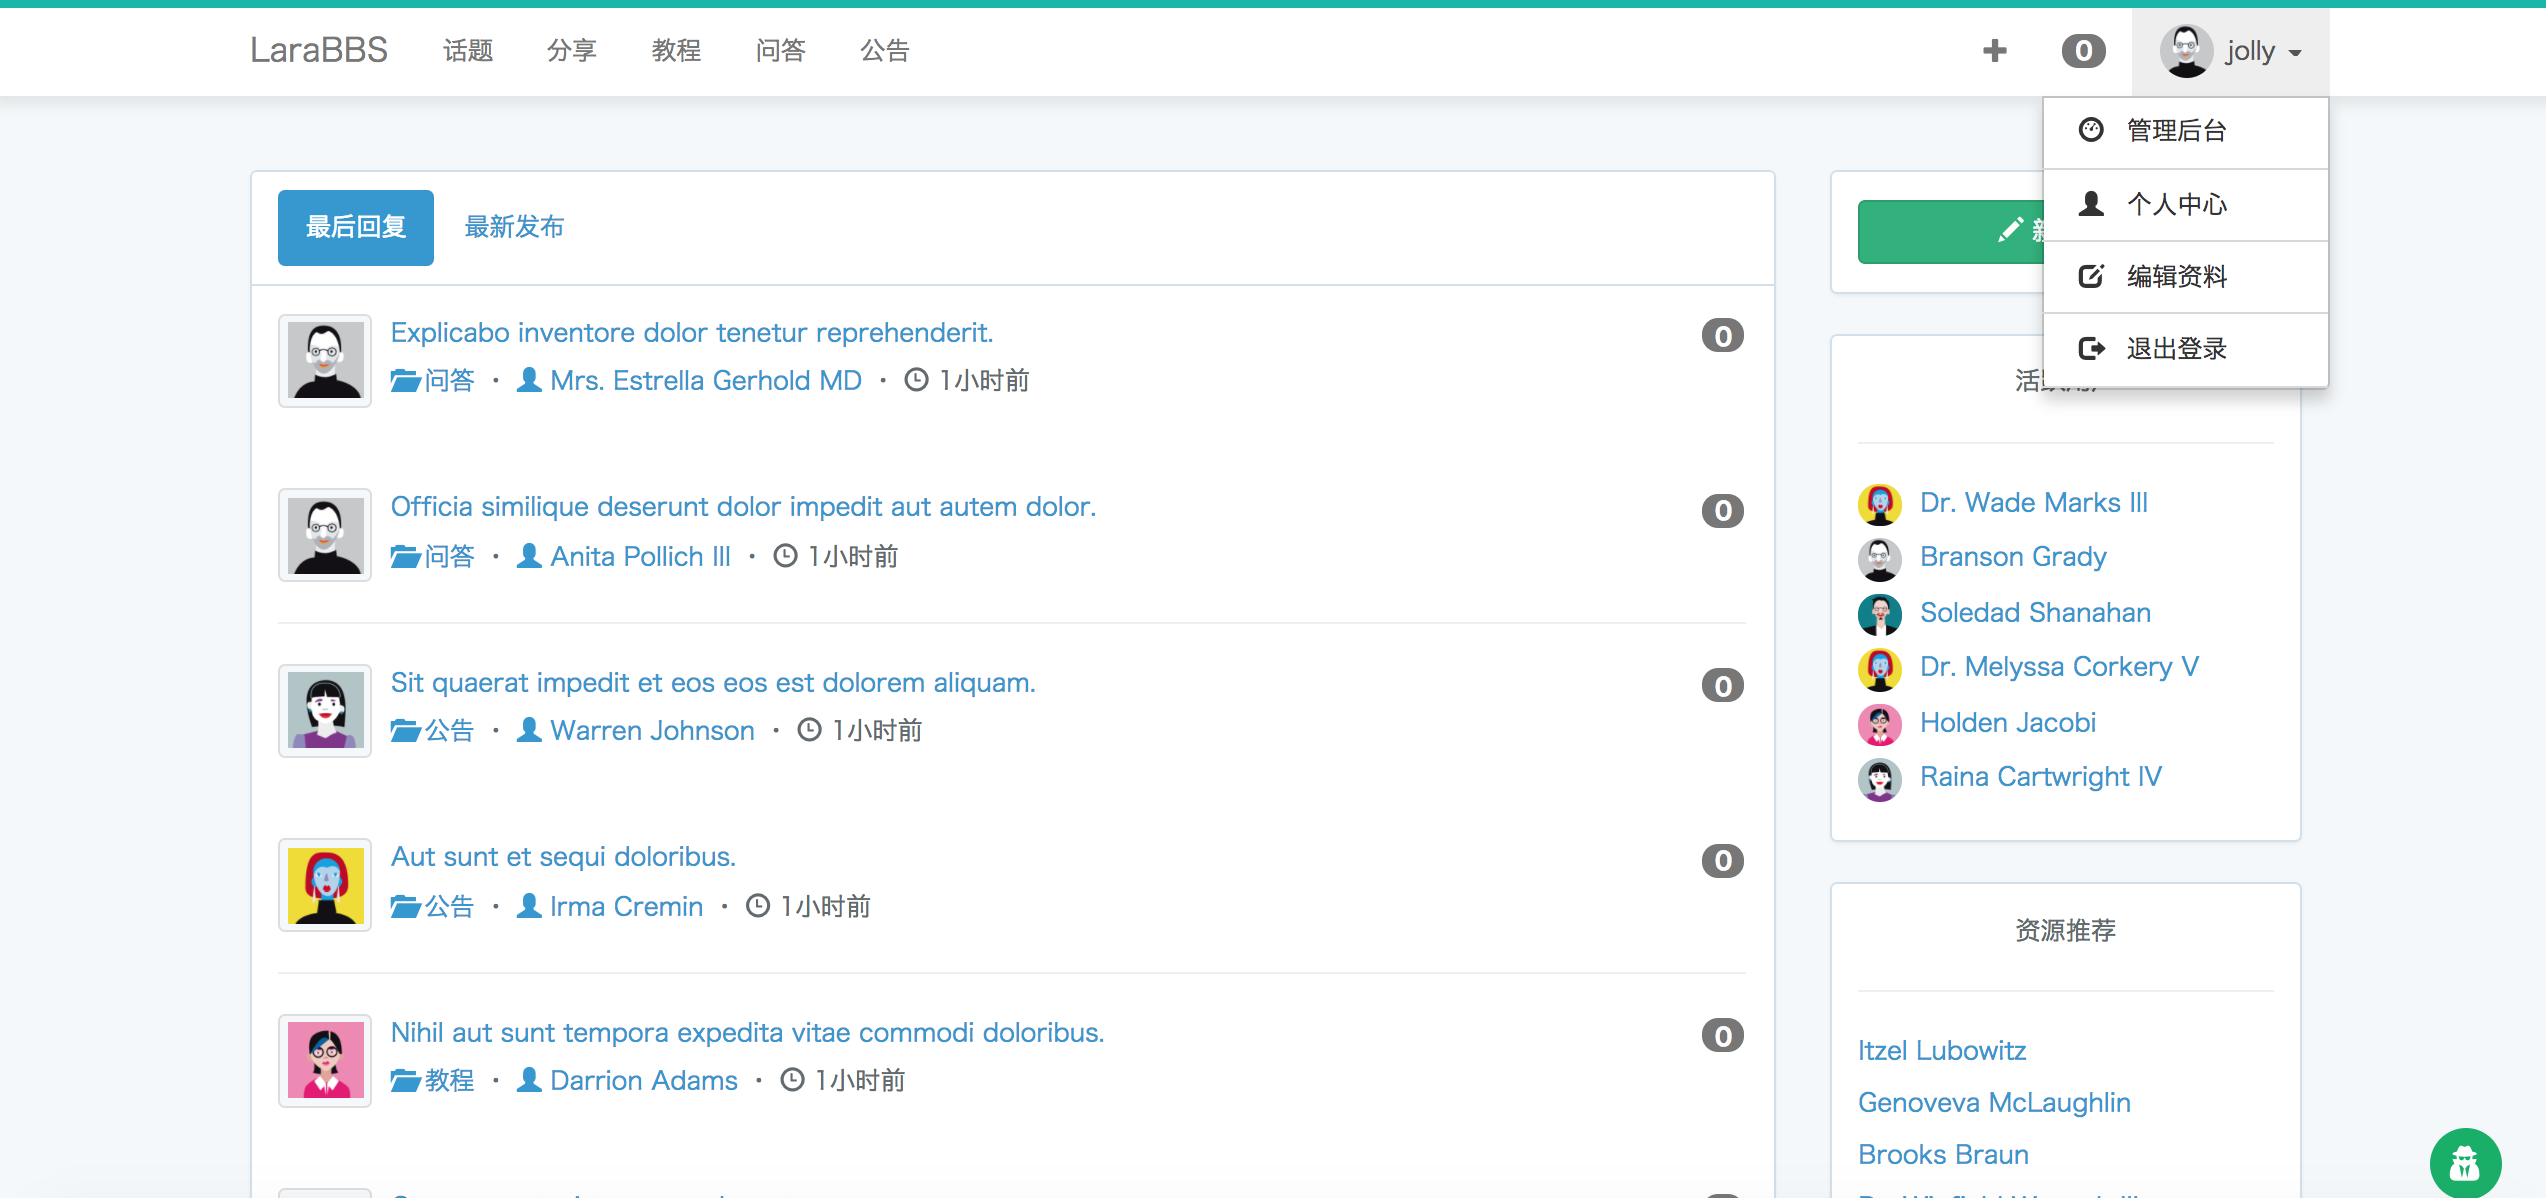 LaraBBS 话题 分享 教程 问答 公告 0 jolly
管理后台
个人中心
编辑资料
退出登录
最后回复 最新发布
Explicabo inventore dolor tenetur reprehenderit. 0
问答 · Mrs. Estrella Gerhold MD · 1小时前
Officia similique deserunt dolor impedit aut autem dolor. 0
问答 · Anita Pollich III · 1小时前
Sit quaerat impedit et eos eos est dolorem aliquam. 0
公告 · Warren Johnson · 1小时前
Aut sunt et sequi doloribus. 0
公告 · Irma Cremin · 1小时前
Nihil aut sunt tempora expedita vitae commodi doloribus. 0
教程 · Darrion Adams · 1小时前
Dr. Wade Marks III
Branson Grady
Soledad Shanahan
Dr. Melyssa Corkery V
Holden Jacobi
Raina Cartwright IV
资源推荐
Itzel Lubowitz
Genoveva McLaughlin
Brooks Braun